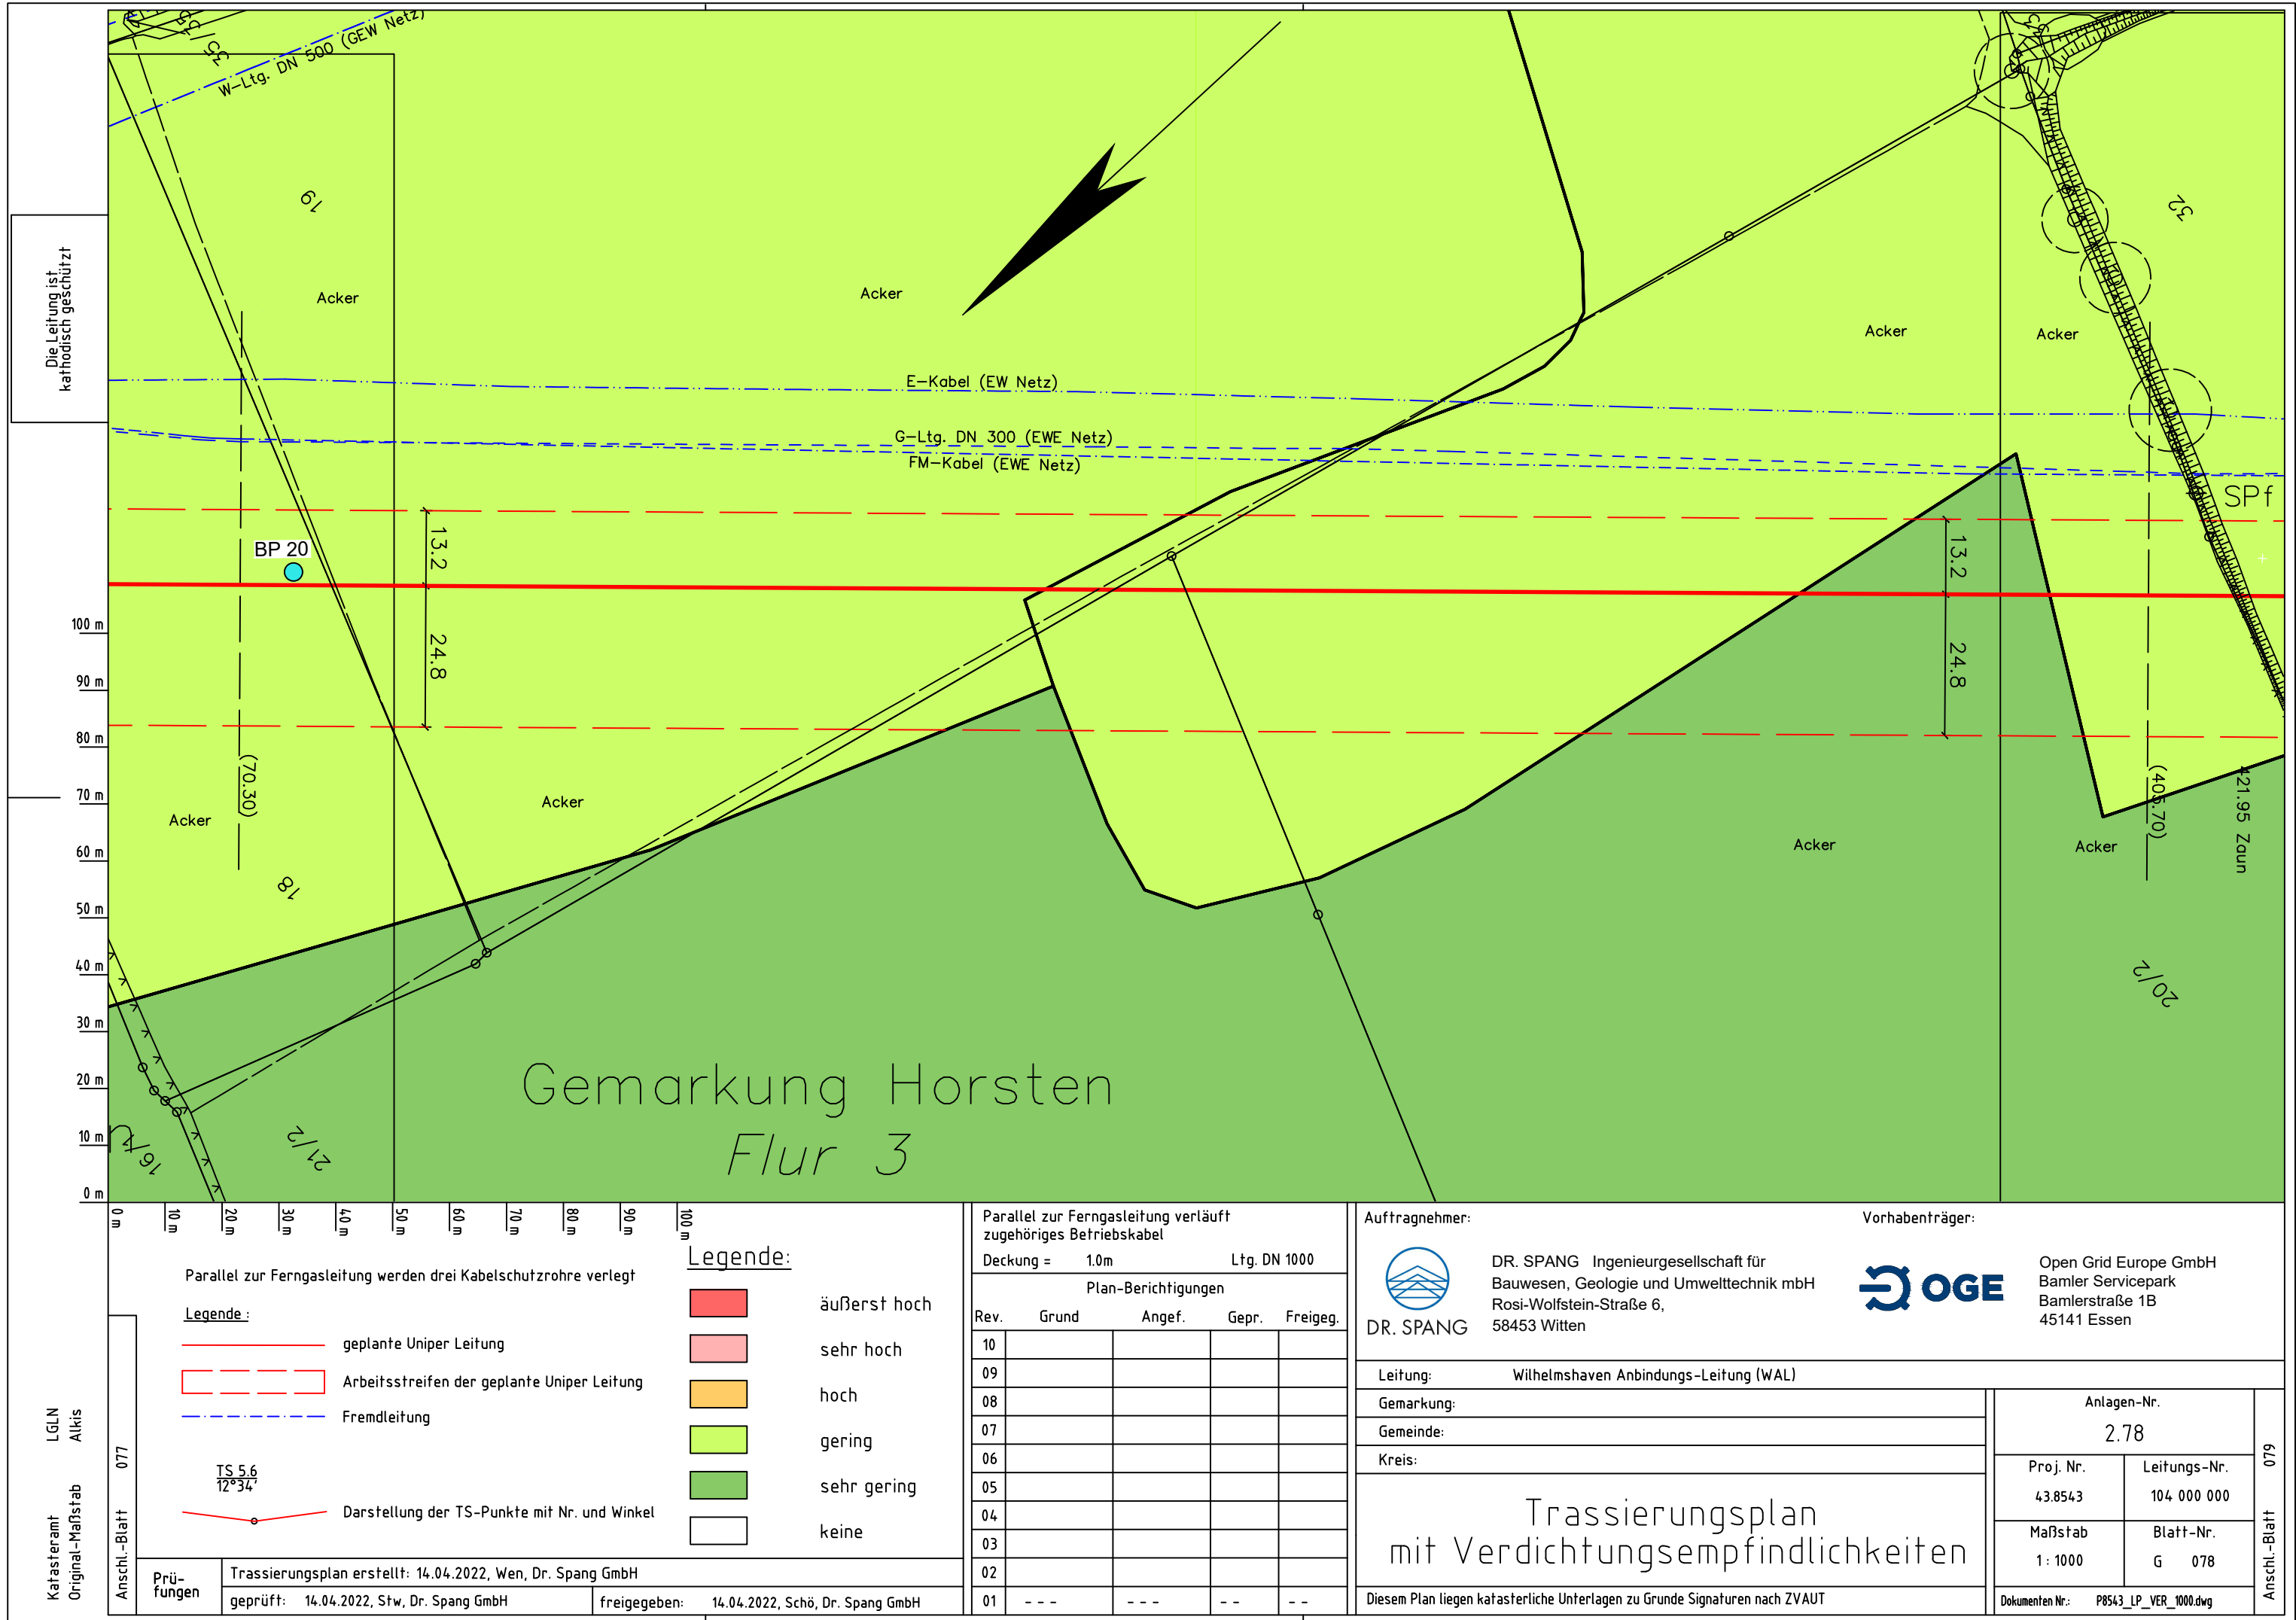 35/35
W-Ltg. DN 500 (GEW Netz)
19
32
Die Leitung ist
kathodisch geschützt
Acker
Acker
Acker
Acker
E-Kabel (EW Netz)
G-Ltg. DN 300 (EWE Netz)
FM-Kabel (EWE Netz)
SPf
BP 20
13.2
24.8
13.2
24.8
(70.30)
(405.70)
421.95 Zaun
Acker
Acker
Acker
Acker
18
20/2
21/2
16/1
Gemarkung Horsten
Flur 3
100 m
90 m
80 m
70 m
60 m
50 m
40 m
30 m
20 m
10 m
0 m
0 m
10 m
20 m
30 m
40 m
50 m
60 m
70 m
80 m
90 m
100 m
Parallel zur Ferngasleitung werden drei Kabelschutzrohre verlegt
Legende :
geplante Uniper Leitung
Arbeitsstreifen der geplante Uniper Leitung
Fremdleitung
TS 5.6
12°34'
Darstellung der TS-Punkte mit Nr. und Winkel
Legende:
äußerst hoch
sehr hoch
hoch
gering
sehr gering
keine
Katasteramt LGLN
Original-Maßstab Alkis
Anschl.-Blatt 077
Prü-
fungen
Trassierungsplan erstellt: 14.04.2022, Wen, Dr. Spang GmbH
geprüft: 14.04.2022, Stw, Dr. Spang GmbH
freigegeben: 14.04.2022, Schö, Dr. Spang GmbH
Parallel zur Ferngasleitung verläuft
zugehöriges Betriebskabel
Deckung = 1.0m Ltg. DN 1000
Plan-Berichtigungen
Rev. Grund Angef. Gepr. Freigeg.
10
09
08
07
06
05
04
03
02
01 - - - - - - - - - -
Auftragnehmer:
DR. SPANG
DR. SPANG Ingenieurgesellschaft für
Bauwesen, Geologie und Umwelttechnik mbH
Rosi-Wolfstein-Straße 6,
58453 Witten
Vorhabenträger:
OGE
Open Grid Europe GmbH
Bamler Servicepark
Bamlerstraße 1B
45141 Essen
Leitung: Wilhelmshaven Anbindungs-Leitung (WAL)
Gemarkung:
Gemeinde:
Kreis:
Trassierungsplan
mit Verdichtungsempfindlichkeiten
Diesem Plan liegen katasterliche Unterlagen zu Grunde Signaturen nach ZVAUT
Anlagen-Nr.
2.78
Proj. Nr. Leitungs-Nr.
43.8543 104 000 000
Maßstab Blatt-Nr.
1 : 1000 G 078
Dokumenten Nr.: P8543_LP_VER_1000.dwg
Anschl.-Blatt 079